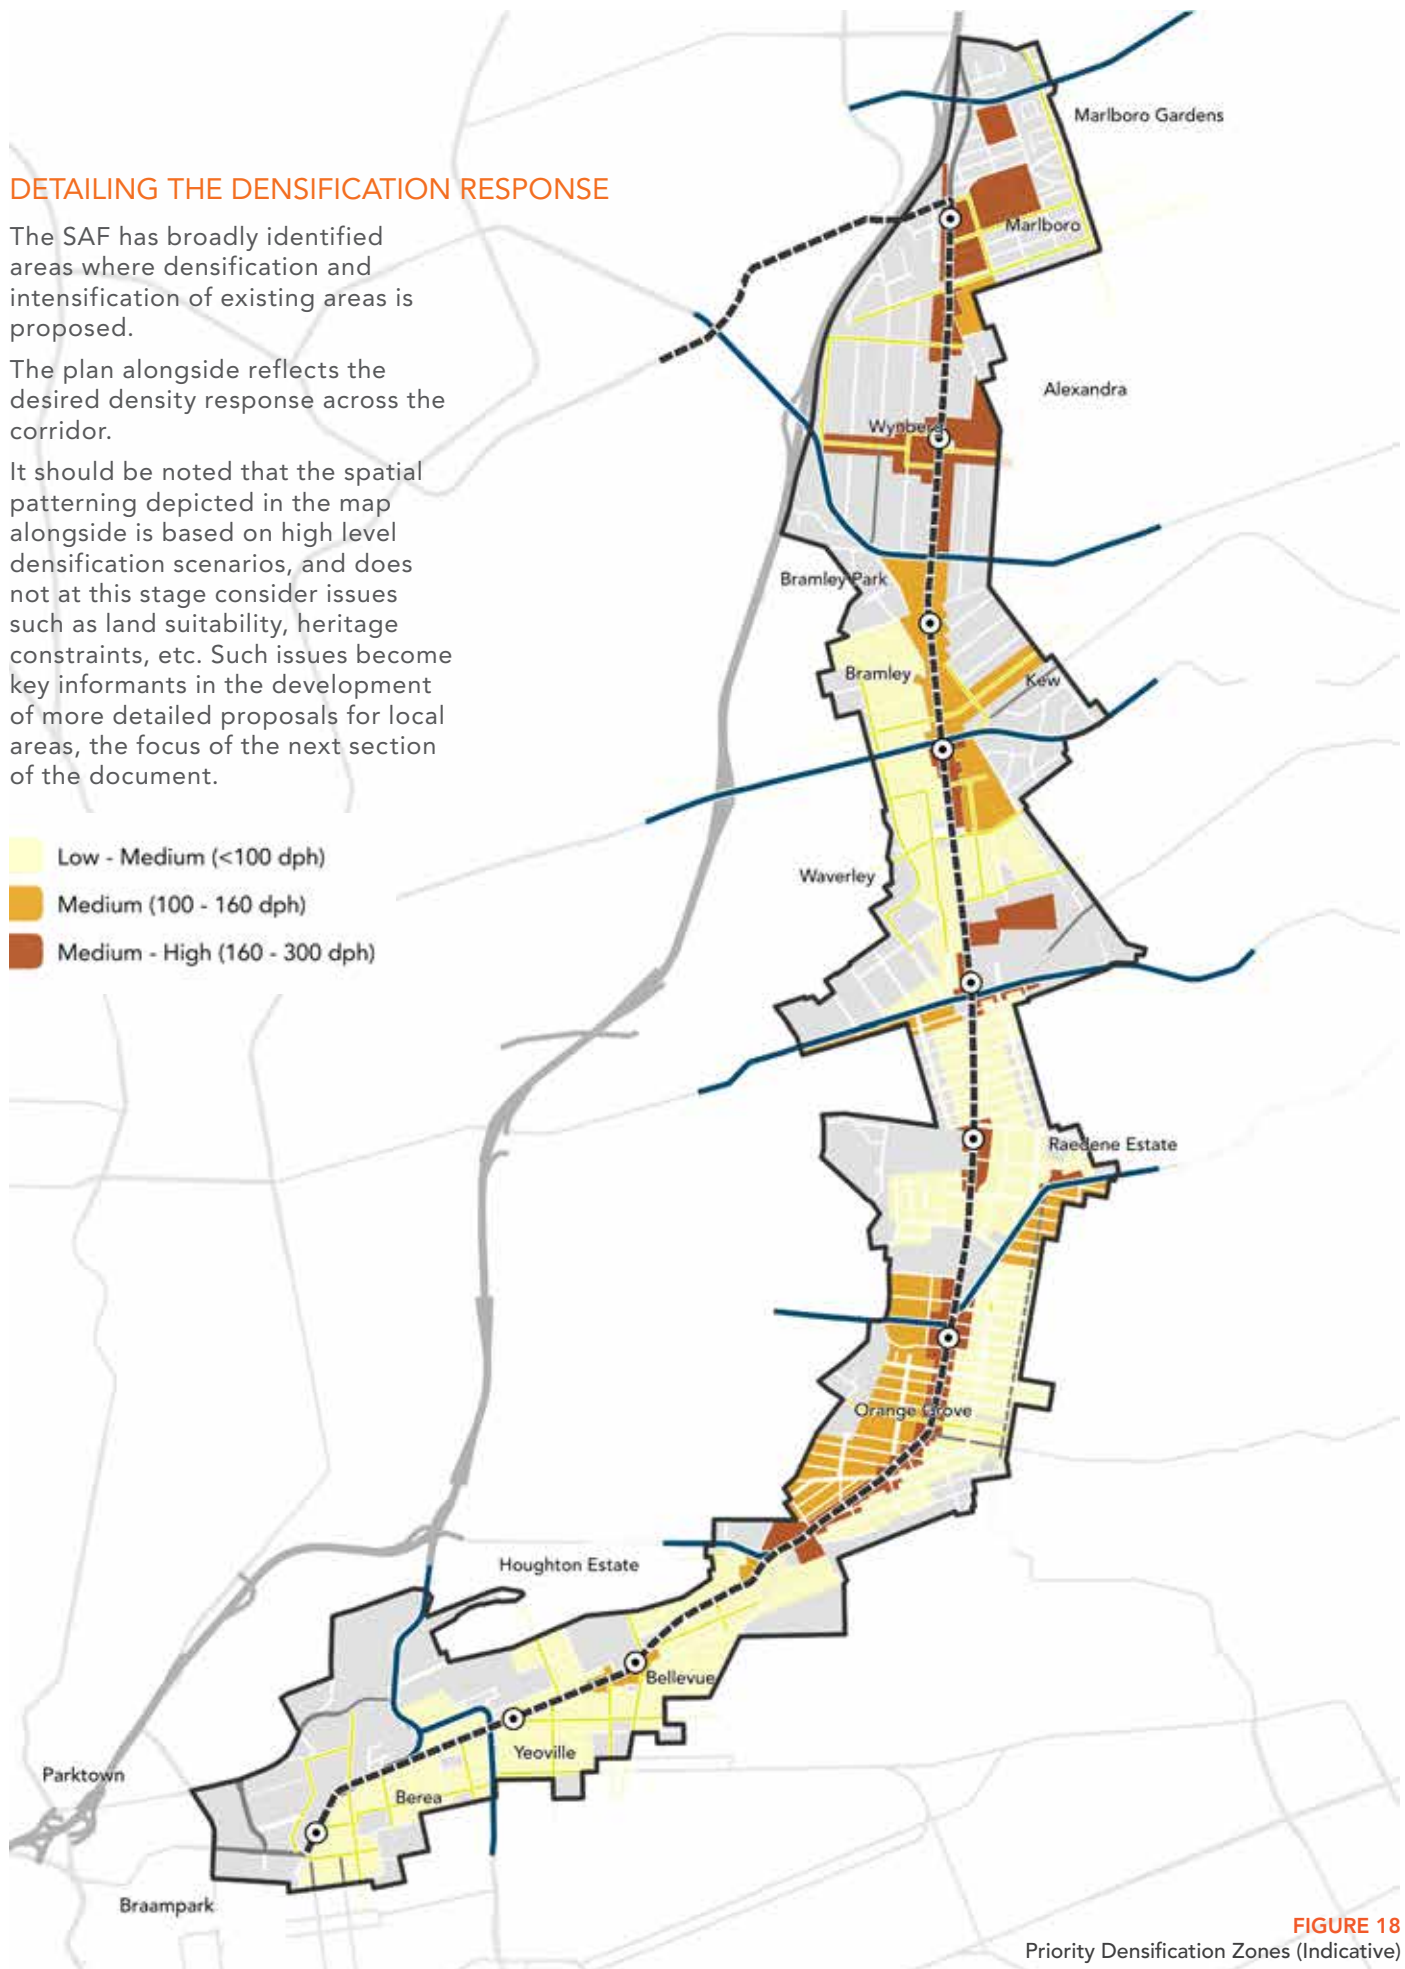 DETAILING THE DENSIFICATION RESPONSE
The SAF has broadly identified
areas where densification and
intensification of existing areas is
proposed.
The plan alongside reflects the
desired density response across the
corridor.
It should be noted that the spatial
patterning depicted in the map
alongside is based on high level
densification scenarios, and does
not at this stage consider issues
such as land suitability, heritage
constraints, etc. Such issues become
key informants in the development
of more detailed proposals for local
areas, the focus of the next section
of the document.
Low - Medium (<100 dph)
Medium (100 - 160 dph)
Medium - High (160 - 300 dph)
Marlboro Gardens
Marlboro
Alexandra
Wynberg
Bramley Park
Bramley
Kew
Waverley
Raedene Estate
Orange Grove
Houghton Estate
Bellevue
Yeoville
Parktown
Berea
Braampark
FIGURE 18
Priority Densification Zones (Indicative)